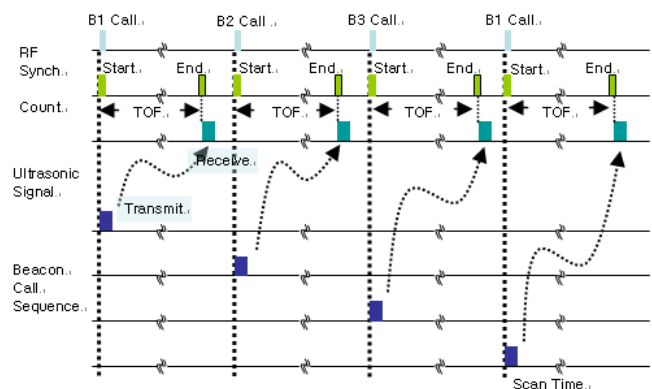 B1 Call. B2 Call. B3 Call. B1 Call.
RF
Synch.
Start. End. Start. End. Start. End. Start. End.
Count.
TOF. TOF. TOF. TOF.
Receive.
Ultrasonic
Signal.
Transmit.
Beacon.
Call.
Sequence.
Scan Time.